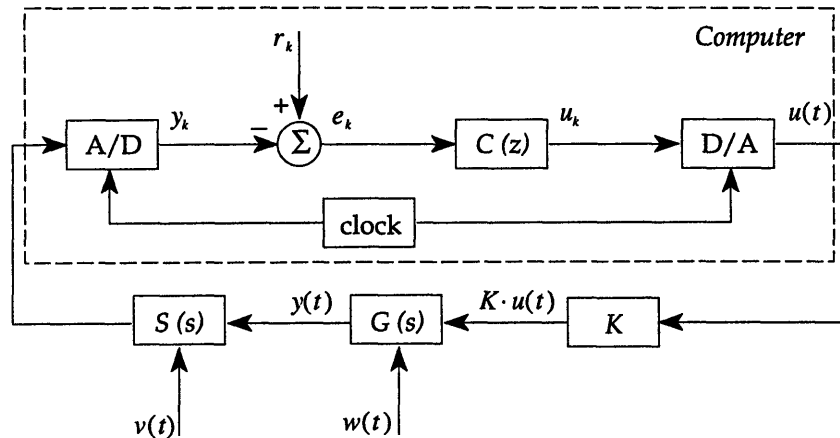 r_k
Computer
+
y_k
−
e_k
u_k
u(t)
A/D
Σ
C (z)
D/A
clock
y(t)
K · u(t)
S (s)
G (s)
K
v(t)
w(t)